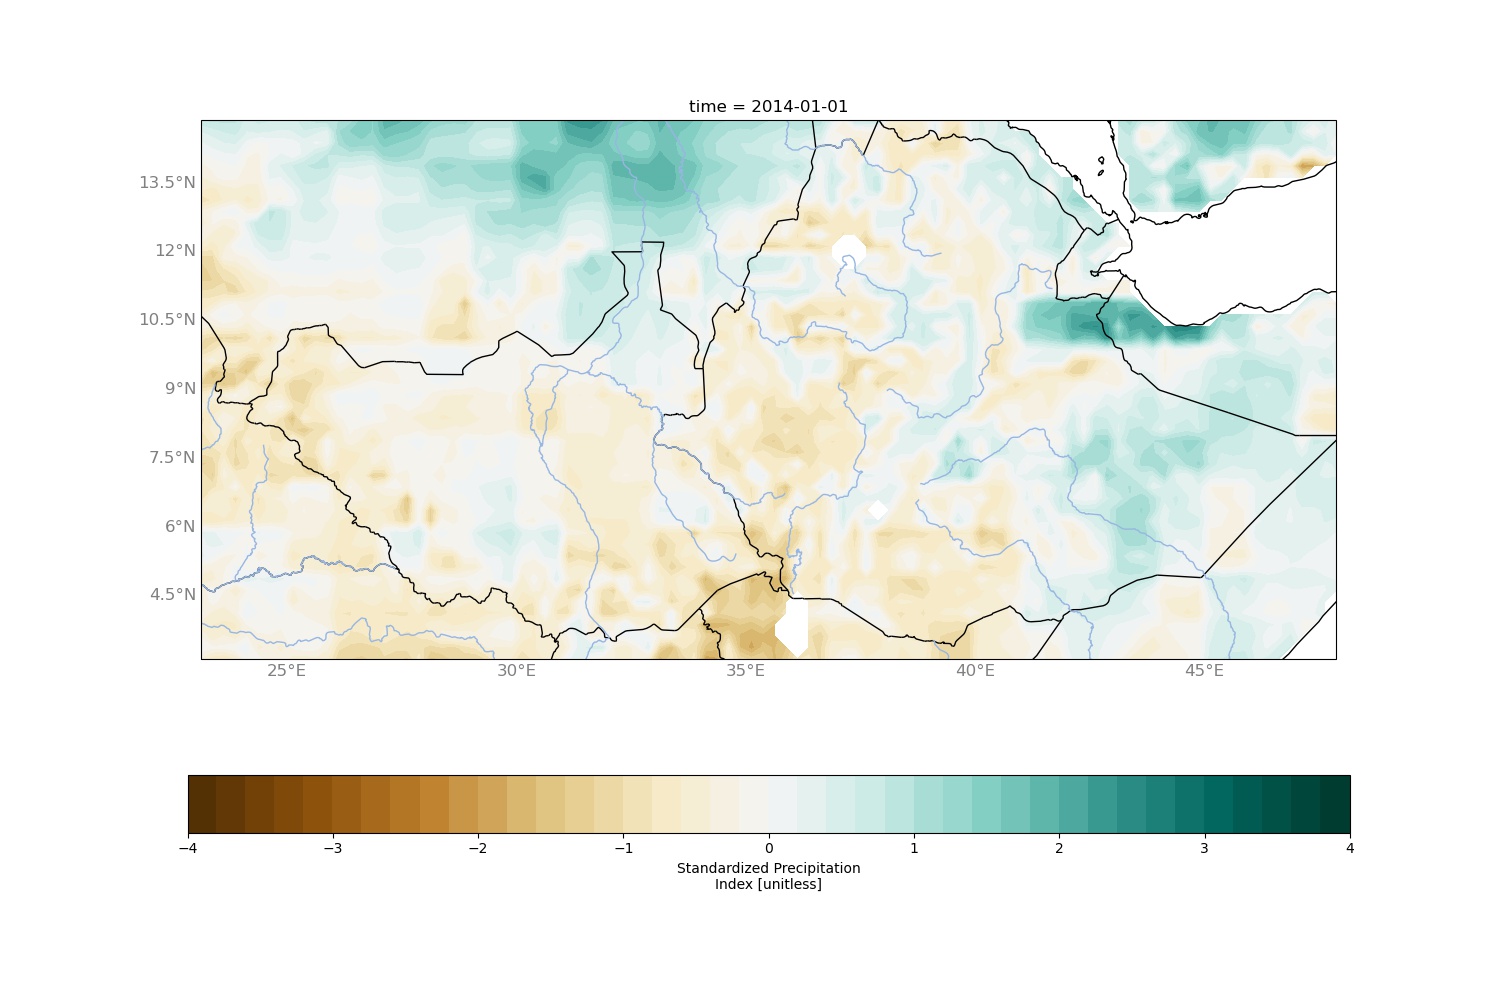 time = 2014-01-01
13.5°N
12°N
10.5°N
9°N
7.5°N
6°N
4.5°N
25°E 30°E 35°E 40°E 45°E
−4 −3 −2 −1 0 1 2 3 4
Standardized Precipitation
Index [unitless]